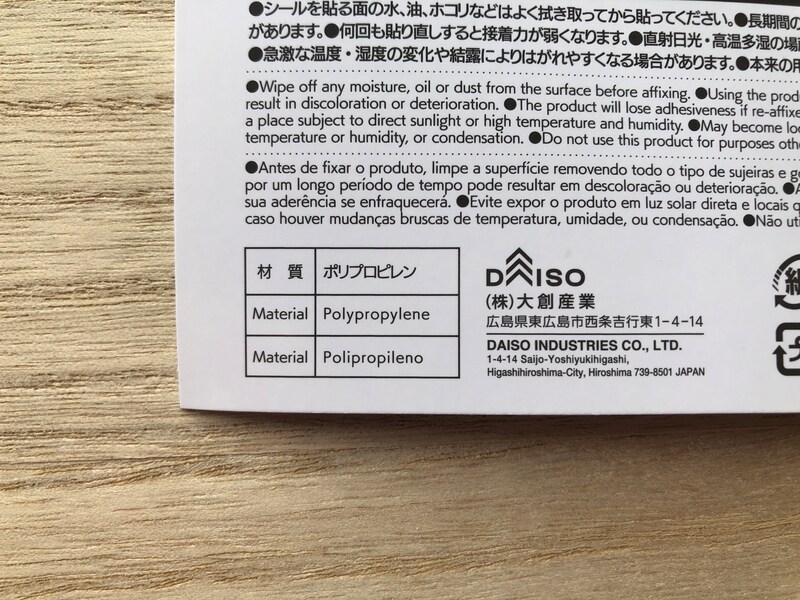 ●シールを貼る面の水、油、ホコリなどはよく拭き取ってから貼ってください。●長期間の
があります。●何回も貼り直しすると接着力が弱くなります。●直射日光・高温多湿の場
●急激な温度・湿度の変化や結露によりはがれやすくなる場合があります。●本来の用
●Wipe off any moisture, oil or dust from the surface before affixing. ●Using the
result in discoloration or deterioration. ●The product will lose adhesiveness if
a place subject to direct sunlight or high temperature and humidity. ●May become
temperature or humidity, or condensation. ●Do not use this product for purposes
●Antes de fixar o produto, limpe a superfície removendo todo o tipo de sujeiras e
por um longo período de tempo pode resultar em descoloração ou deterioração. ●
sua aderência se enfraquecerá. ●Evite expor o produto em luz solar direta e locais
caso houver mudanças bruscas de temperatura, umidade, ou condensação. ●Não
材 質 ポリプロピレン
Material Polypropylene
Material Polipropileno
DAISO
(株)大創産業
広島県東広島市西条吉行東1-4-14
DAISO INDUSTRIES CO., LTD.
1-4-14 Saijo-Yoshiyukihigashi,
Higashihiroshima-City, Hiroshima 739-8501 JAPAN